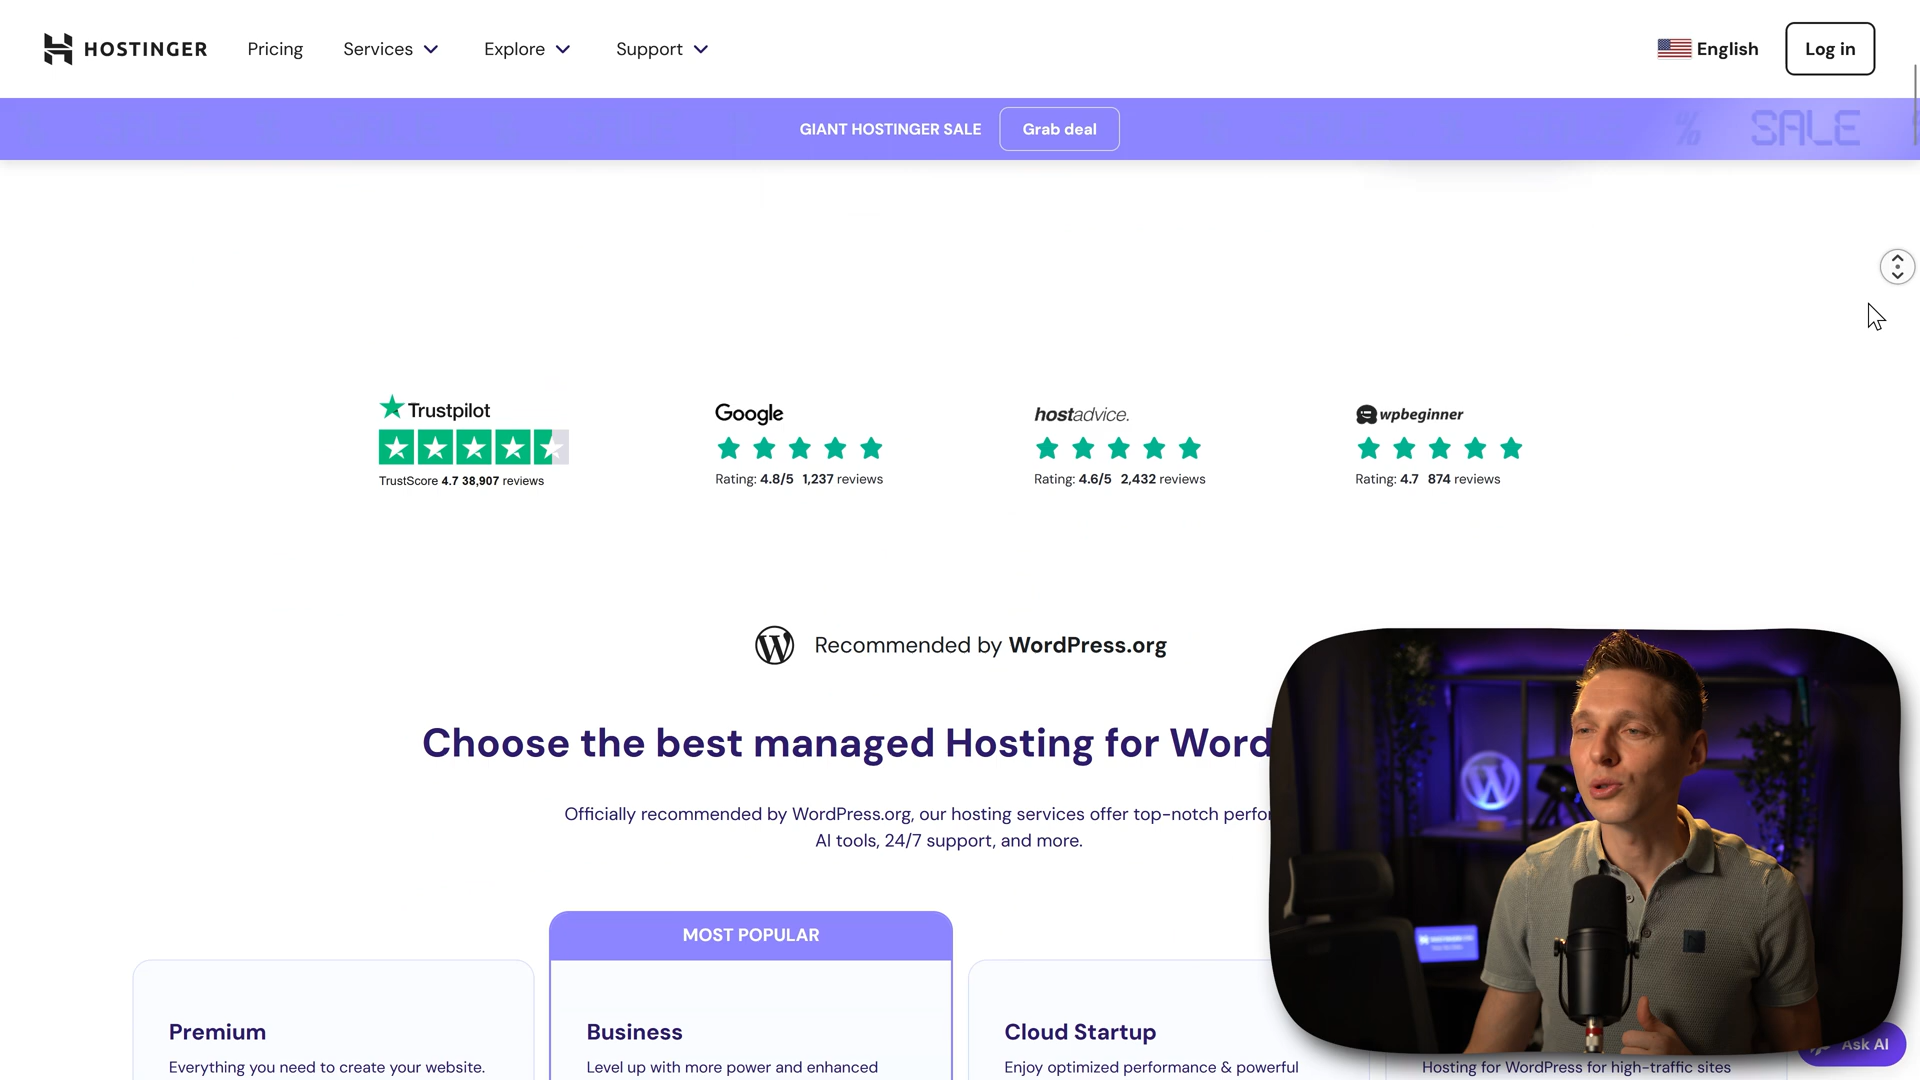 HOSTINGER Pricing Services Explore Support English Log in
GIANT HOSTINGER SALE Grab deal % SALE
Trustpilot
TrustScore 4.7 38,907 reviews
Google
Rating: 4.8/5 1,237 reviews
hostadvice.
Rating: 4.6/5 2,432 reviews
wpbeginner
Rating: 4.7 874 reviews
Recommended by WordPress.org
Choose the best managed Hosting for Word
Officially recommended by WordPress.org, our hosting services offer top-notch perfor
AI tools, 24/7 support, and more.
MOST POPULAR
Premium
Everything you need to create your website.
Business
Level up with more power and enhanced
Cloud Startup
Enjoy optimized performance & powerful
Hosting for WordPress for high-traffic sites
Ask AI